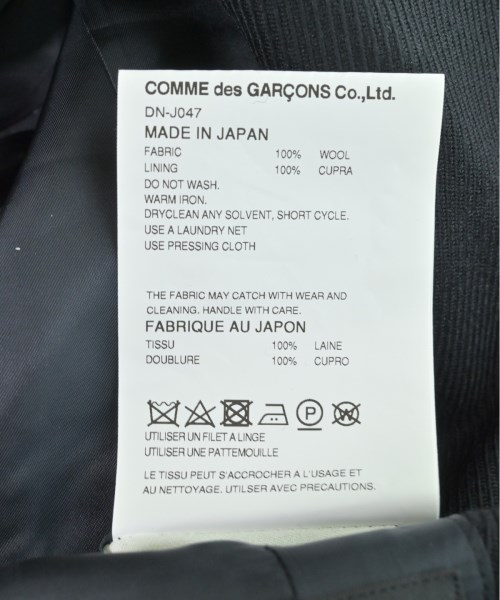 COMME des GARÇONS Co.,Ltd.
DN-J047
MADE IN JAPAN
FABRIC 100% WOOL
LINING 100% CUPRA
DO NOT WASH.
WARM IRON.
DRYCLEAN ANY SOLVENT, SHORT CYCLE.
USE A LAUNDRY NET
USE PRESSING CLOTH
THE FABRIC MAY CATCH WITH WEAR AND
CLEANING. HANDLE WITH CARE.
FABRIQUE AU JAPON
TISSU 100% LAINE
DOUBLURE 100% CUPRO
P W
UTILISER UN FILET A LINGE
UTILISER UNE PATTEMOUILLE
LE TISSU PEUT S'ACCROCHER A L'USAGE ET
AU NETTOYAGE. UTILSER AVEC PRECAUTIONS.